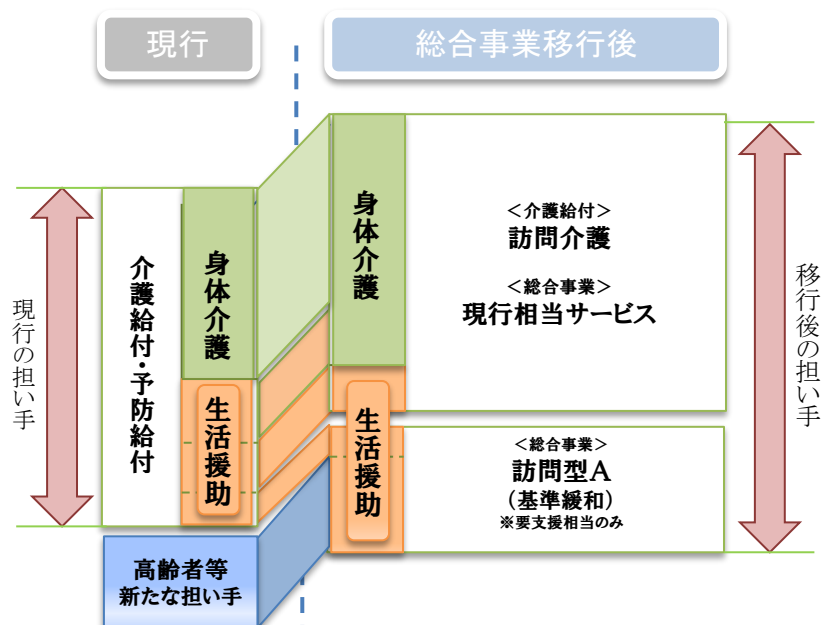 現行
総合事業移行後
現行の担い手
介護給付・予防給付
身体介護
生活援助
高齢者等
新たな担い手
身体介護
生活援助
＜介護給付＞
訪問介護
＜総合事業＞
現行相当サービス
＜総合事業＞
訪問型A
（基準緩和）
※要支援相当のみ
移行後の担い手